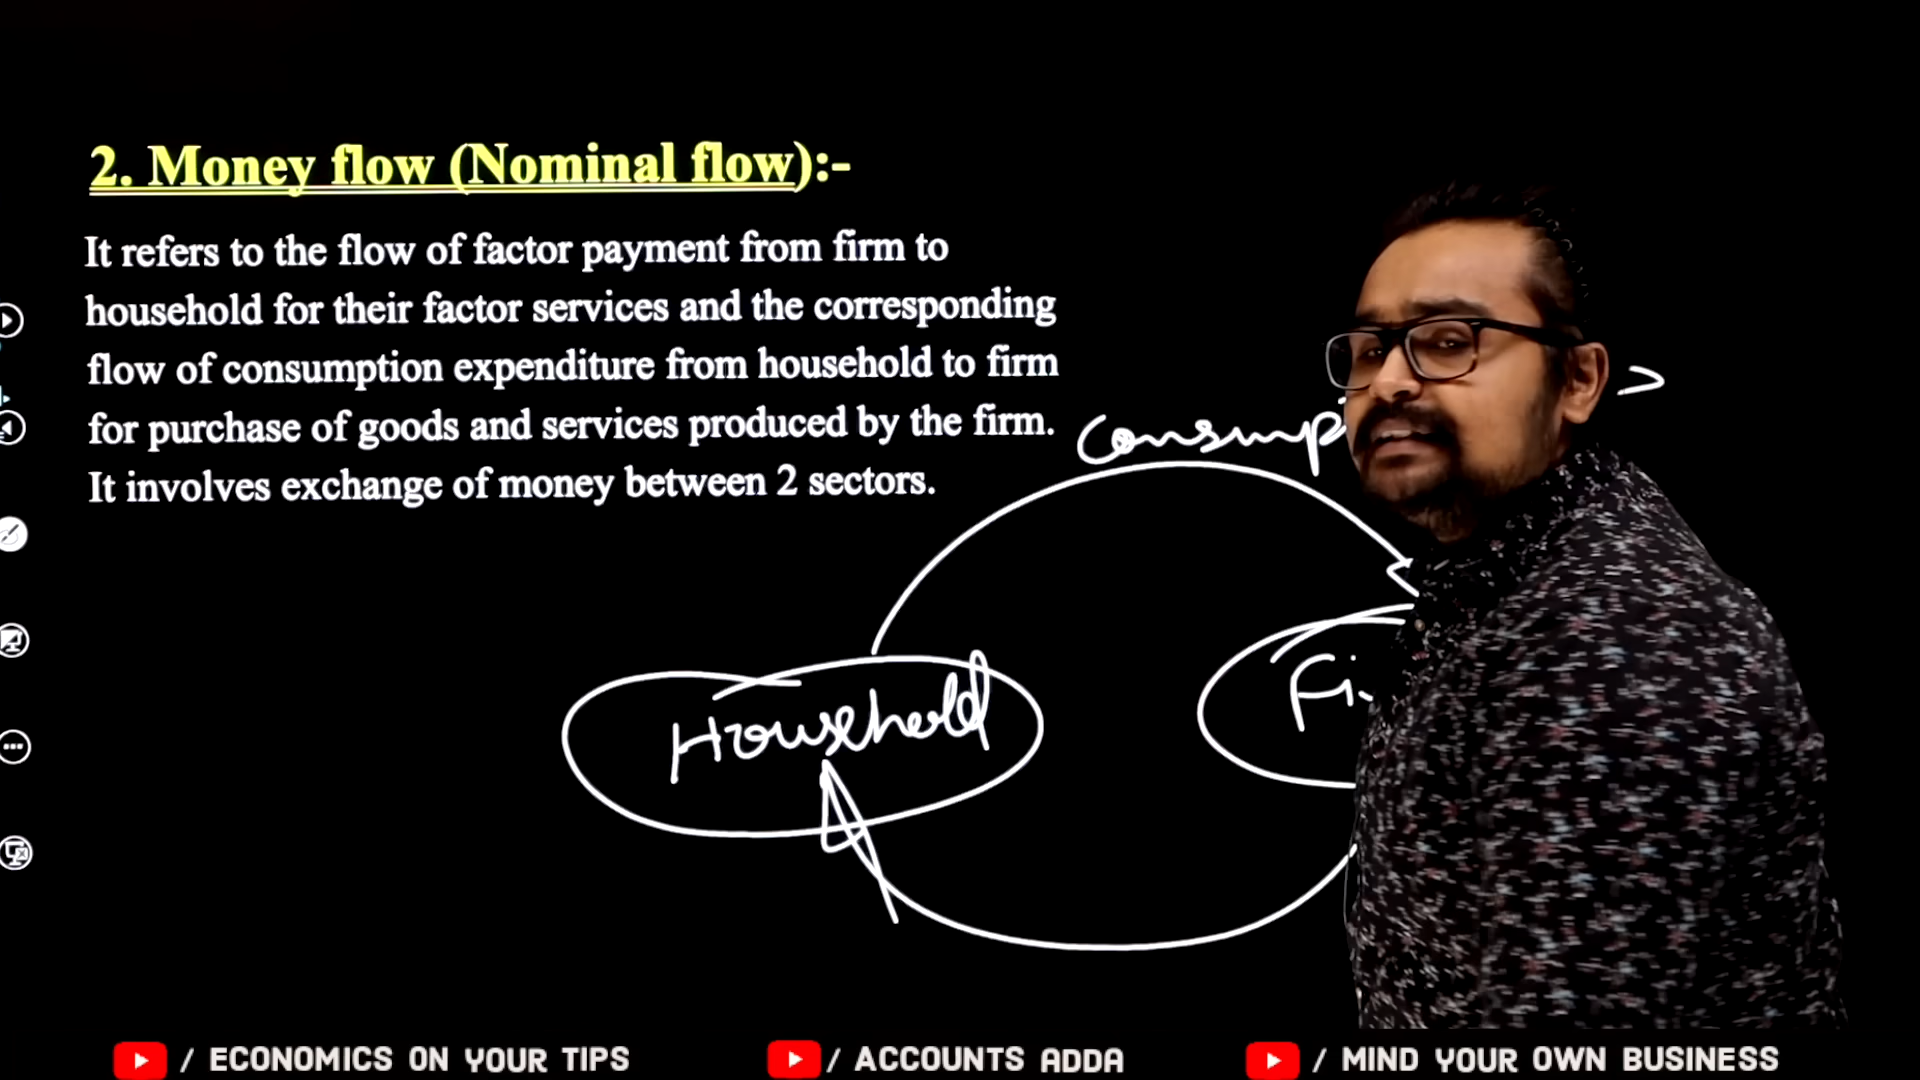 2. Money flow (Nominal flow):-
It refers to the flow of factor payment from firm to
household for their factor services and the corresponding
flow of consumption expenditure from household to firm
for purchase of goods and services produced by the firm.
It involves exchange of money between 2 sectors.
Consump
Household
Fi
/ ECONOMICS ON YOUR TIPS
/ ACCOUNTS ADDA
/ MIND YOUR OWN BUSINESS